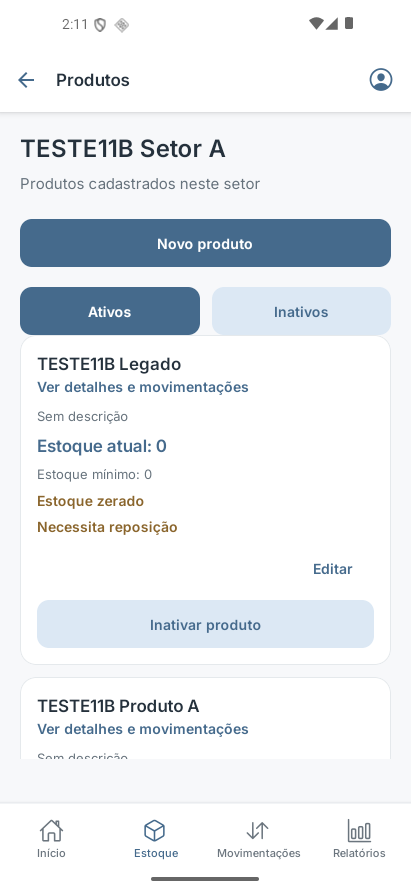 2:11
Produtos
TESTE11B Setor A
Produtos cadastrados neste setor
Novo produto
Ativos
Inativos
TESTE11B Legado
Ver detalhes e movimentações
Sem descrição
Estoque atual: 0
Estoque mínimo: 0
Estoque zerado
Necessita reposição
Editar
Inativar produto
TESTE11B Produto A
Ver detalhes e movimentações
Sem descrição
Início
Estoque
Movimentações
Relatórios